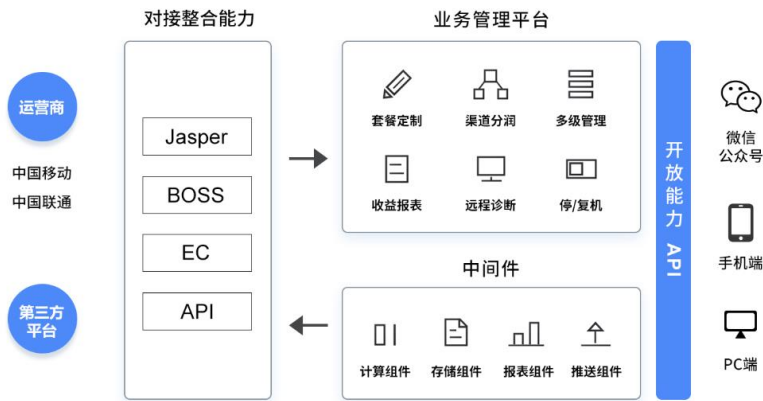 对接整合能力
业务管理平台
运营商
中国移动
中国联通
第三方
平台
Jasper
BOSS
EC
API
套餐定制
渠道分润
多级管理
收益报表
远程诊断
停/复机
中间件
计算组件
存储组件
报表组件
推送组件
开放能力 API
微信
公众号
手机端
PC端